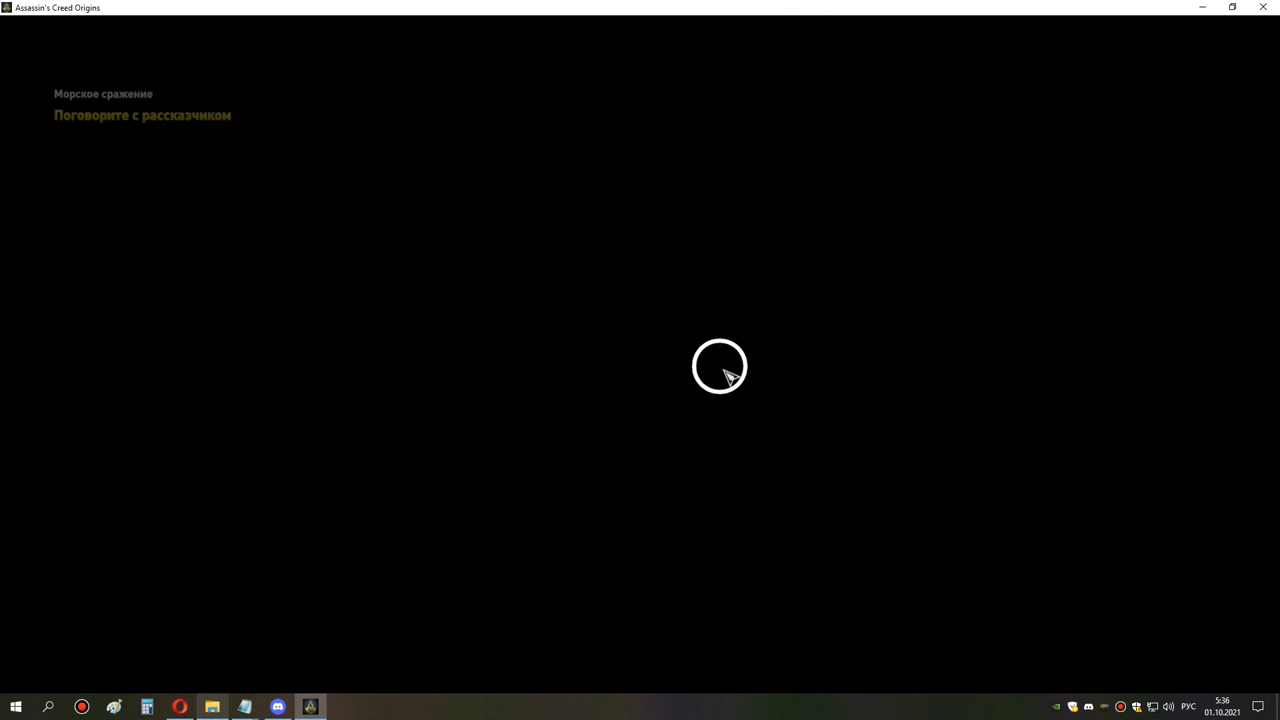 Assassin's Creed Origins
Морское сражение
Поговорите с рассказчиком
РУС
5:36
01.10.2021